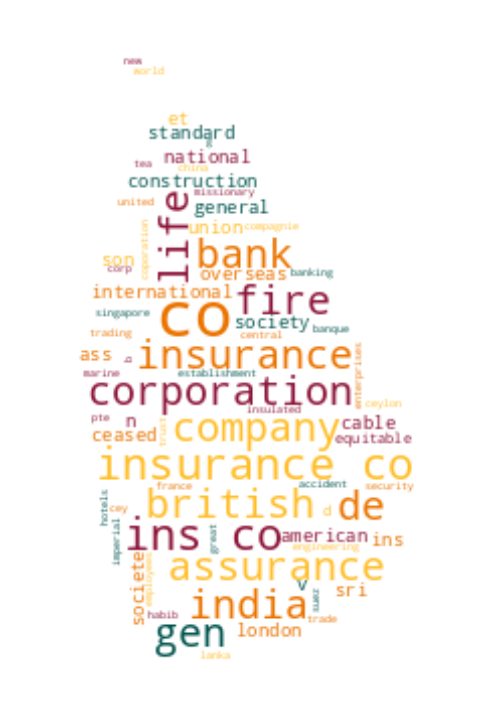 new
world
et
standard
national
tea
china
construction
missionary
united
life
general
union
compagnie
coporation
son
corp
bank
overseas
banking
international
fire
singapore
co
society
banque
trading
central
ass
b
insurance
enterprises
marine
establishment
corporation
insulated
ceylon
pte
n
trust
company
cable
ceased
equitable
insurance co
france
accident
security
hotels
cey
british
d
de
imperial
ins co
great
american
ins
engineering
societe
employees
assurance
v
suez
sri
india
habib
trade
gen
london
lanka